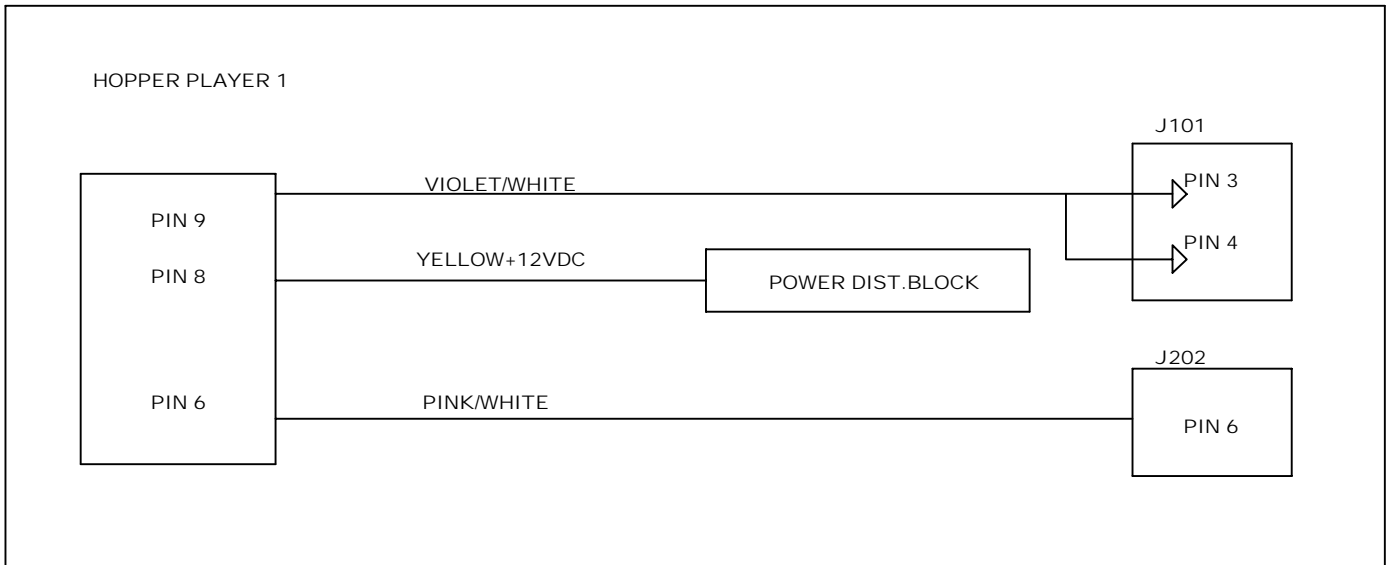 HOPPER PLAYER 1
J101
VIOLET/WHITE
PIN 3
PIN 9
PIN 4
YELLOW+12VDC
PIN 8
POWER DIST.BLOCK
J202
PIN 6
PINK/WHITE
PIN 6